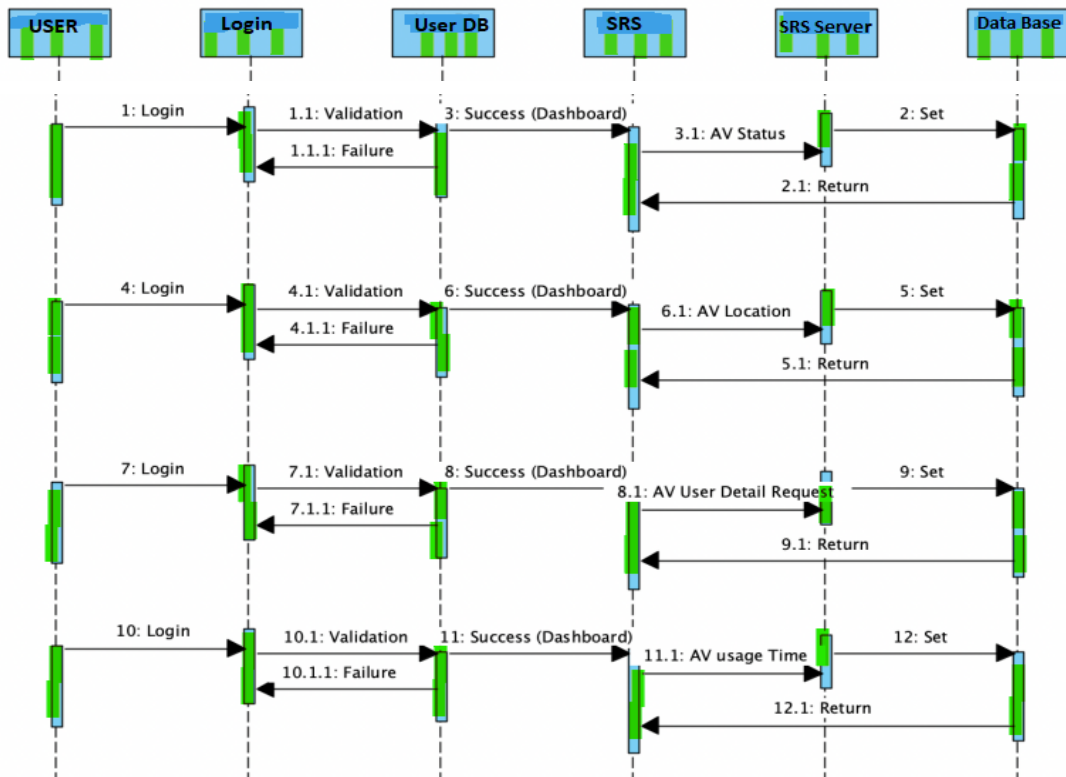 USER
Login
User DB
SRS
SRS Server
Data Base
1: Login
1.1: Validation
3: Success (Dashboard)
2: Set
3.1: AV Status
1.1.1: Failure
2.1: Return
4: Login
4.1: Validation
6: Success (Dashboard)
5: Set
6.1: AV Location
4.1.1: Failure
5.1: Return
7: Login
7.1: Validation
8: Success (Dashboard)
9: Set
8.1: AV User Detail Request
7.1.1: Failure
9.1: Return
10: Login
10.1: Validation
11: Success (Dashboard)
12: Set
11.1: AV usage Time
10.1.1: Failure
12.1: Return